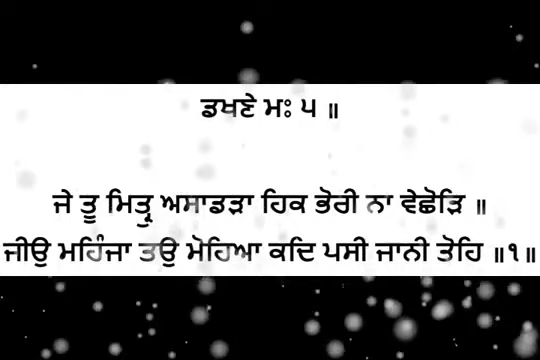 ਡਖਣੇ ਮਃ ੫ ॥
ਜੇ ਤੂ ਮਿਤ੍ਰੁ ਅਸਾਡੜਾ ਹਿਕ ਭੋਰੀ ਨਾ ਵੇਛੋੜਿ ॥
ਜੀਉ ਮਹਿੰਜਾ ਤਉ ਮੋਹਿਆ ਕਦਿ ਪਸੀ ਜਾਨੀ ਤੋਹਿ ॥੧॥